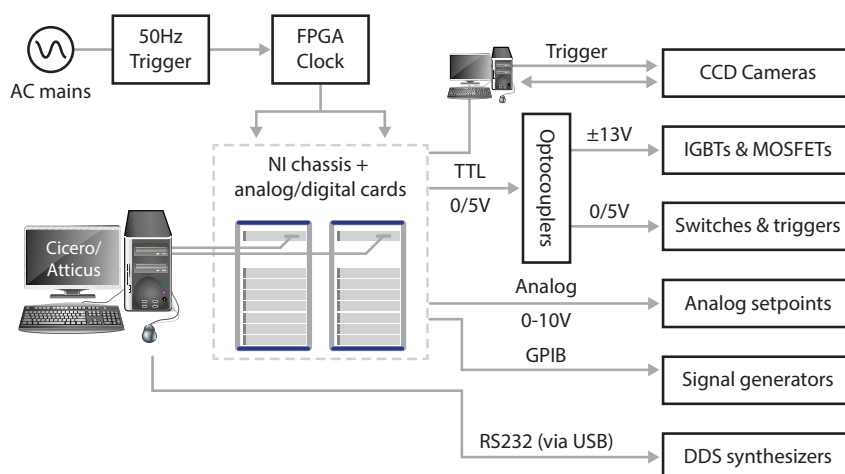 50Hz
Trigger
FPGA
Clock
AC mains
Trigger
CCD Cameras
NI chassis +
analog/digital cards
TTL
0/5V
Optocouplers
±13V
IGBTs & MOSFETs
0/5V
Switches & triggers
Cicero/
Atticus
Analog
0-10V
Analog setpoints
GPIB
Signal generators
RS232 (via USB)
DDS synthesizers